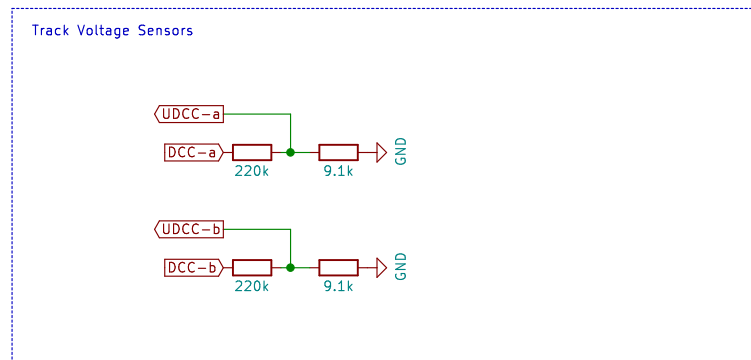 Track Voltage Sensors
UDCC-a
DCC-a
220k
9.1k
GND
UDCC-b
DCC-b
220k
9.1k
GND